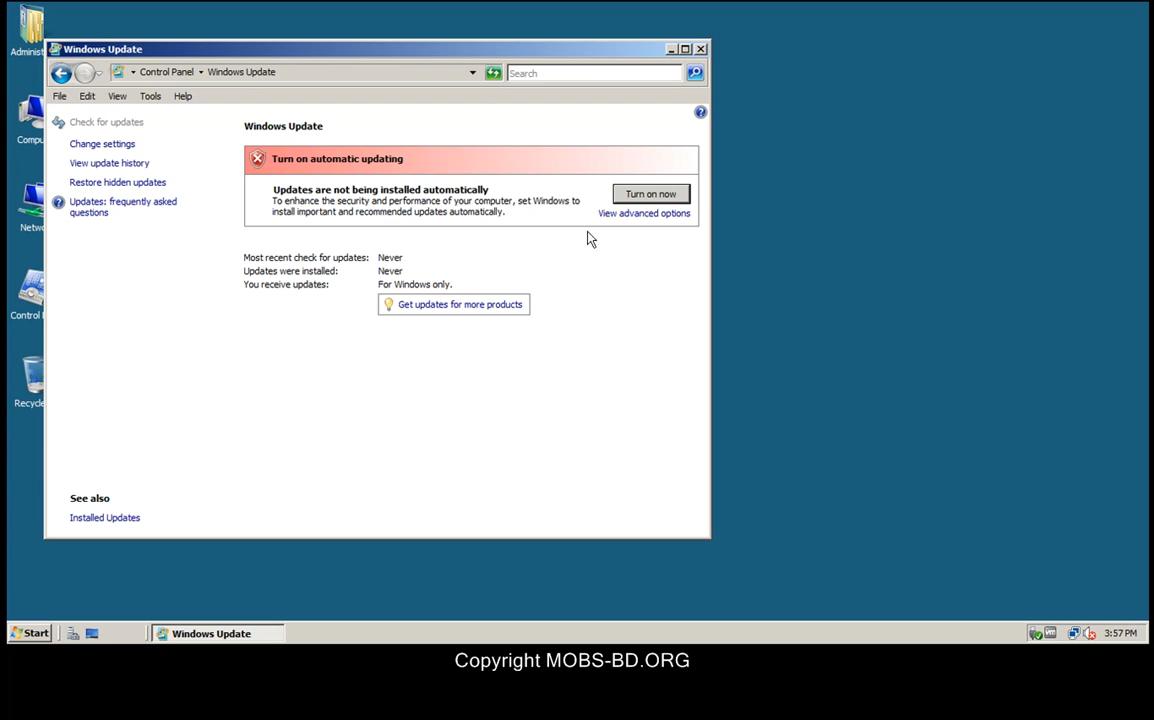 Administ
Windows Update
Control Panel
Windows Update
Search
File
Edit
View
Tools
Help
Check for updates
Change settings
View update history
Restore hidden updates
Updates: frequently asked
questions
Windows Update
Turn on automatic updating
Updates are not being installed automatically
To enhance the security and performance of your computer, set Windows to
install important and recommended updates automatically.
Turn on now
View advanced options
Most recent check for updates: Never
Updates were installed: Never
You receive updates: For Windows only.
Get updates for more products
Compu
Netwo
Control
Recycle
See also
Installed Updates
Start
Windows Update
3:57 PM
Copyright MOBS-BD.ORG